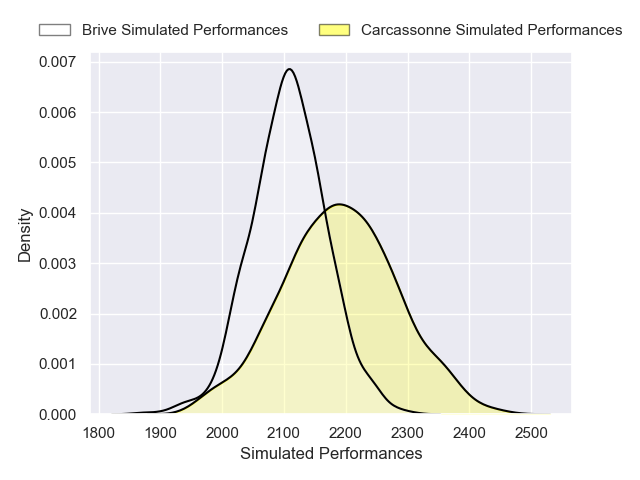 Brive Simulated Performances Carcassonne Simulated Performances
0.007
0.006
0.005
0.004
0.003
0.002
0.001
0.000
Density
1800 1900 2000 2100 2200 2300 2400 2500
Simulated Performances